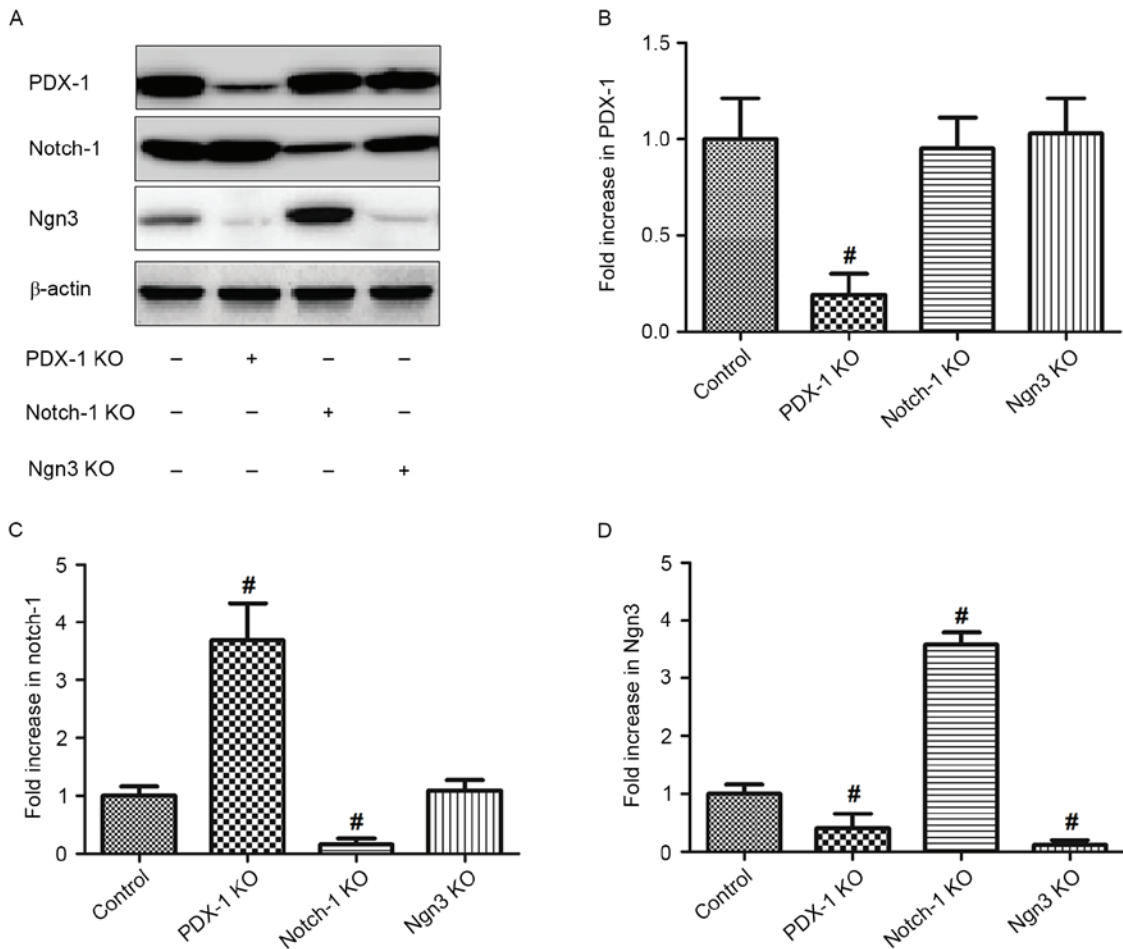 A
PDX-1
Notch-1
Ngn3
β-actin
PDX-1 KO – + – –
Notch-1 KO – – + –
Ngn3 KO – – – +
B
Fold increase in PDX-1
1.5
1.0
0.5
0.0
#
Control
PDX-1 KO
Notch-1 KO
Ngn3 KO
C
Fold increase in notch-1
5
4
3
2
1
0
#
#
Control
PDX-1 KO
Notch-1 KO
Ngn3 KO
D
Fold increase in Ngn3
5
4
3
2
1
0
#
#
#
Control
PDX-1 KO
Notch-1 KO
Ngn3 KO